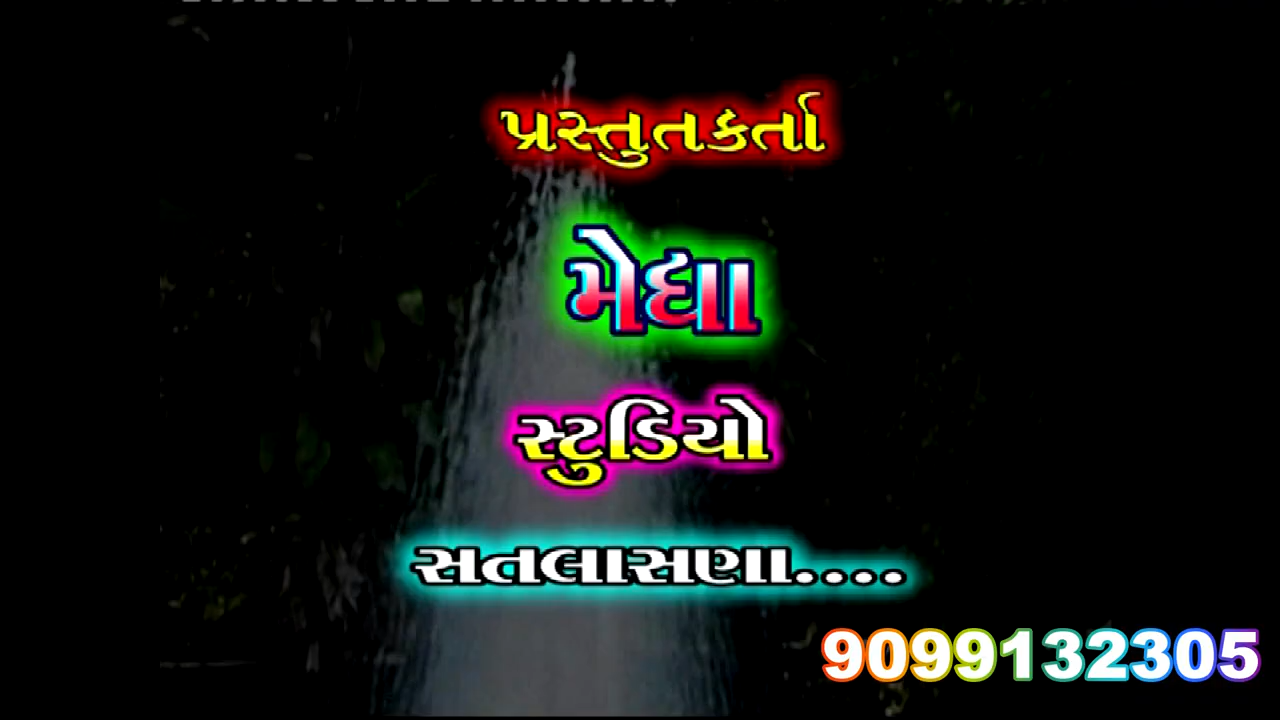 પ્રસ્તુતકર્તા
મેઘા
સ્ટુડિયો
સતલાસણા....
9099132305